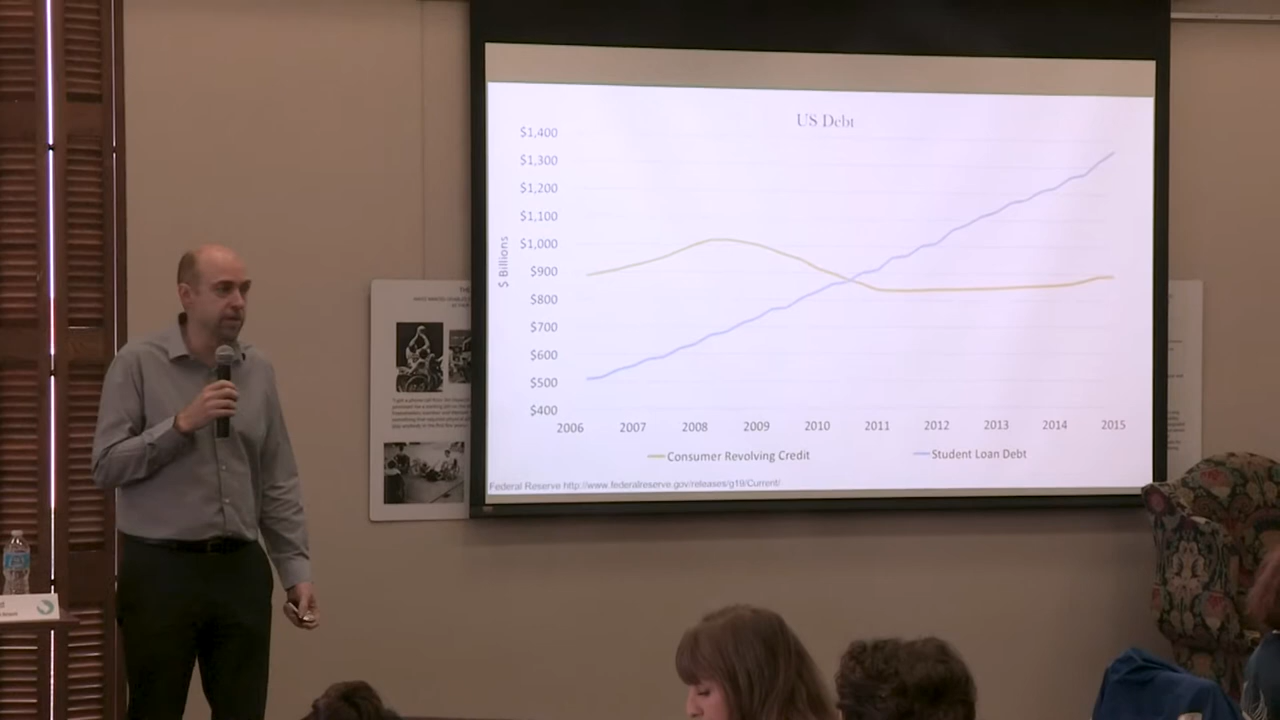 US Debt
$1,400
$1,300
$1,200
$1,100
$1,000
$900
$800
$700
$600
$500
$400
$ Billions
2006 2007 2008 2009 2010 2011 2012 2013 2014 2015
Consumer Revolving Credit Student Loan Debt
Federal Reserve http://www.federalreserve.gov/releases/g19/Current/